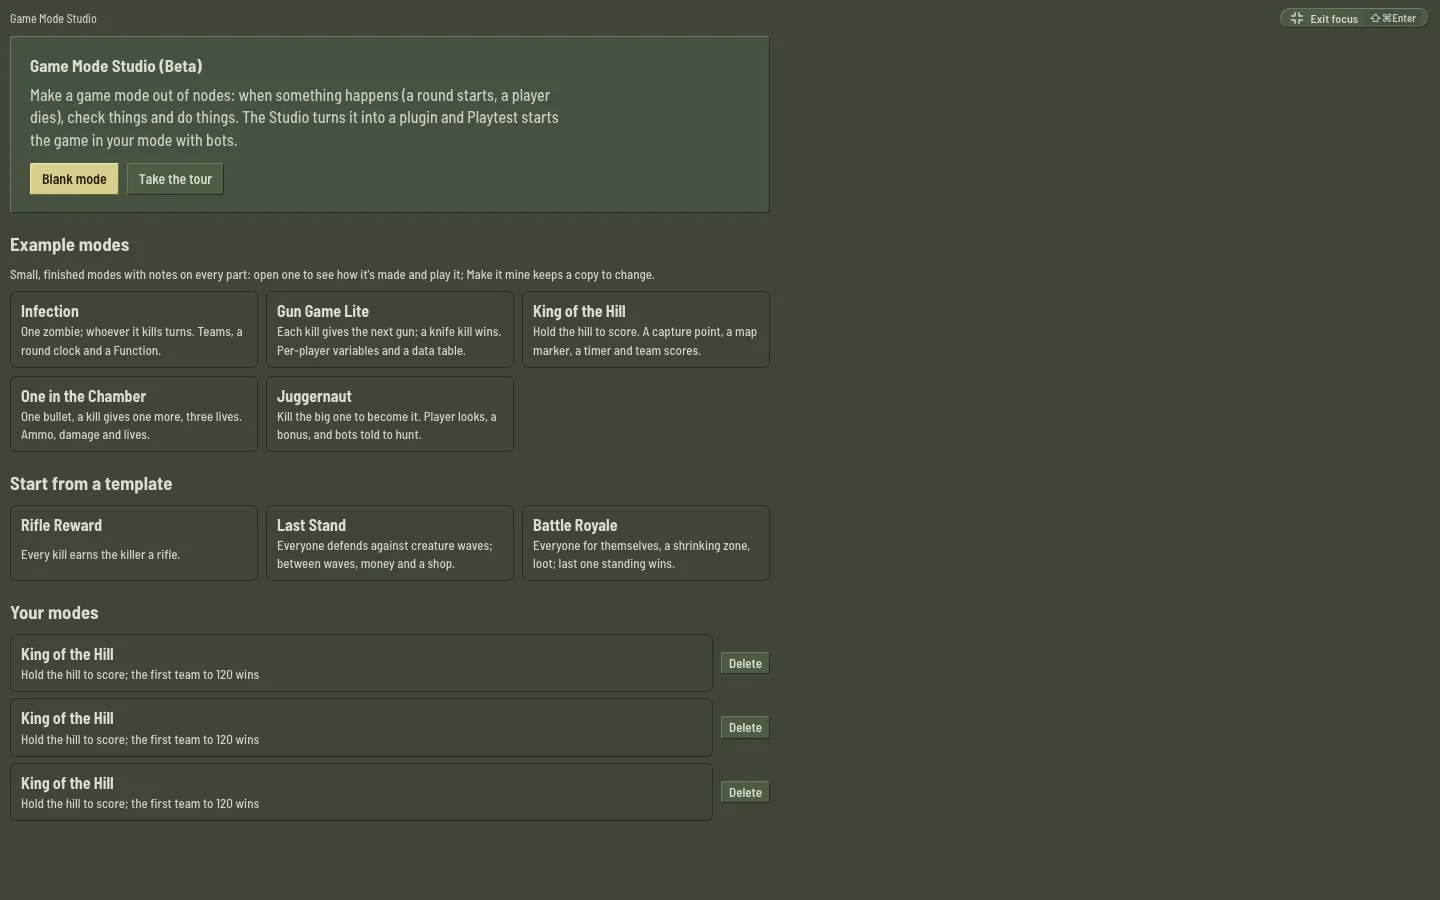 Game Mode Studio
Exit focus ⇧⌘Enter
Game Mode Studio (Beta)
Make a game mode out of nodes: when something happens (a round starts, a player
dies), check things and do things. The Studio turns it into a plugin and Playtest starts
the game in your mode with bots.
Blank mode
Take the tour
Example modes
Small, finished modes with notes on every part: open one to see how it's made and play it; Make it mine keeps a copy to change.
Infection
One zombie; whoever it kills turns. Teams, a
round clock and a Function.
Gun Game Lite
Each kill gives the next gun; a knife kill wins.
Per-player variables and a data table.
King of the Hill
Hold the hill to score. A capture point, a map
marker, a timer and team scores.
One in the Chamber
One bullet, a kill gives one more, three lives.
Ammo, damage and lives.
Juggernaut
Kill the big one to become it. Player looks, a
bonus, and bots told to hunt.
Start from a template
Rifle Reward
Every kill earns the killer a rifle.
Last Stand
Everyone defends against creature waves;
between waves, money and a shop.
Battle Royale
Everyone for themselves, a shrinking zone,
loot; last one standing wins.
Your modes
King of the Hill
Hold the hill to score; the first team to 120 wins
Delete
King of the Hill
Hold the hill to score; the first team to 120 wins
Delete
King of the Hill
Hold the hill to score; the first team to 120 wins
Delete